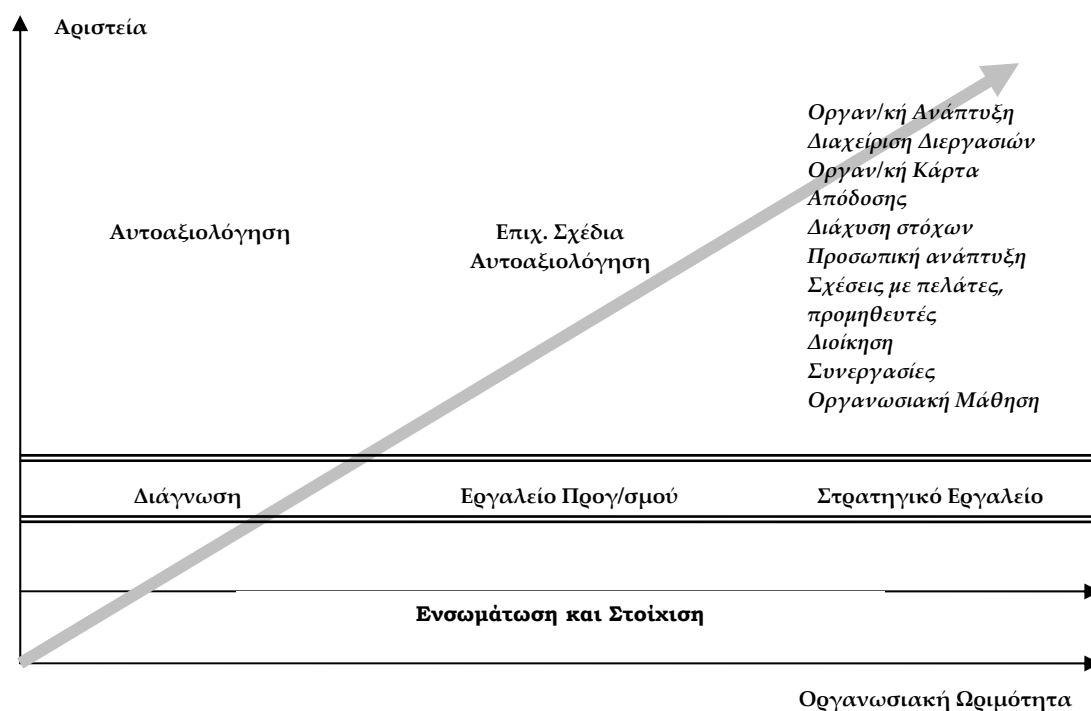 Αριστεία
Αυτοαξιολόγηση
Επιχ. Σχέδια
Αυτοαξιολόγηση
Οργαν/κή Ανάπτυξη
Διαχείριση Διεργασιών
Οργαν/κή Κάρτα
Απόδοσης
Διάχυση στόχων
Προσωπική ανάπτυξη
Σχέσεις με πελάτες,
προμηθευτές
Διοίκηση
Συνεργασίες
Οργανωσιακή Μάθηση
Διάγνωση
Εργαλείο Προγ/σμού
Στρατηγικό Εργαλείο
Ενσωμάτωση και Στοίχιση
Οργανωσιακή Ωριμότητα